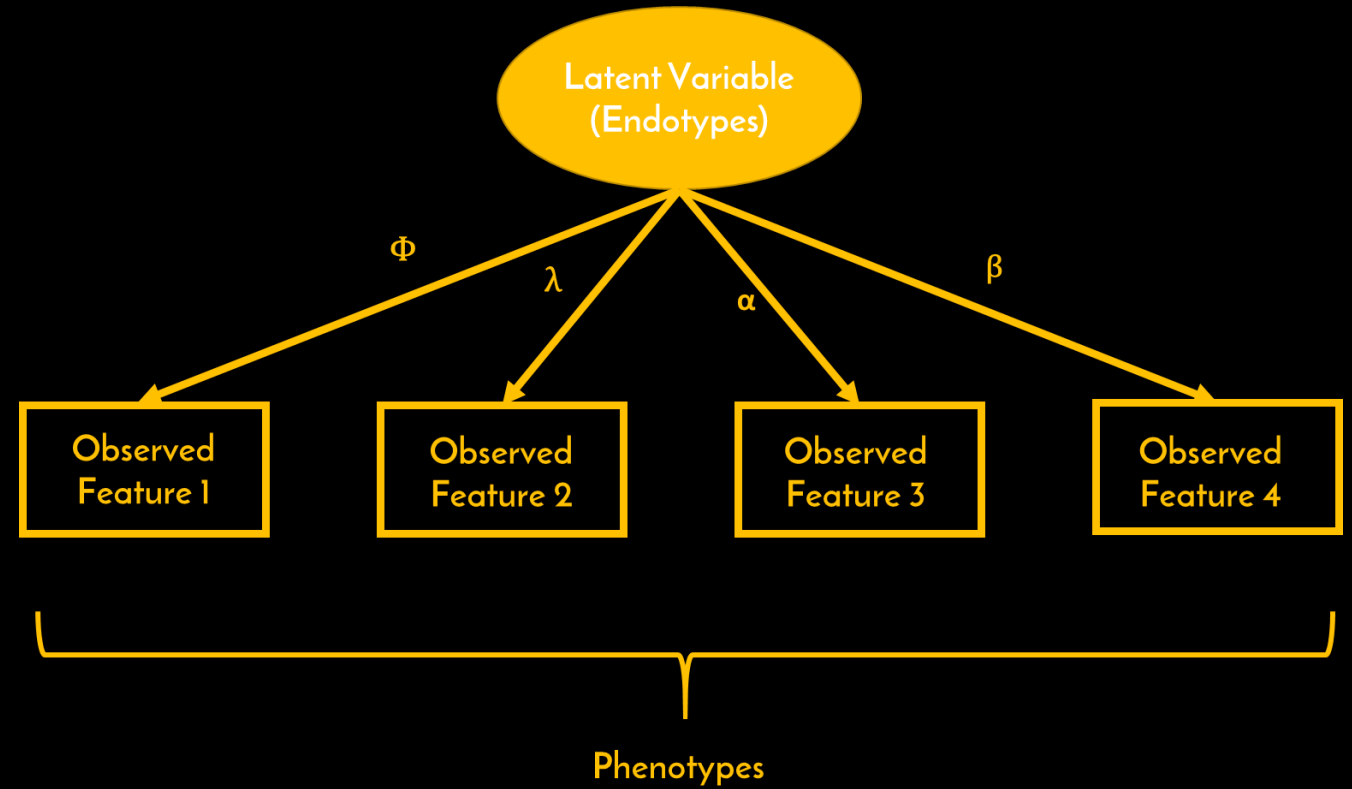 Latent Variable
(Endotypes)
Φ
λ
α
β
Observed
Feature 1
Observed
Feature 2
Observed
Feature 3
Observed
Feature 4
Phenotypes